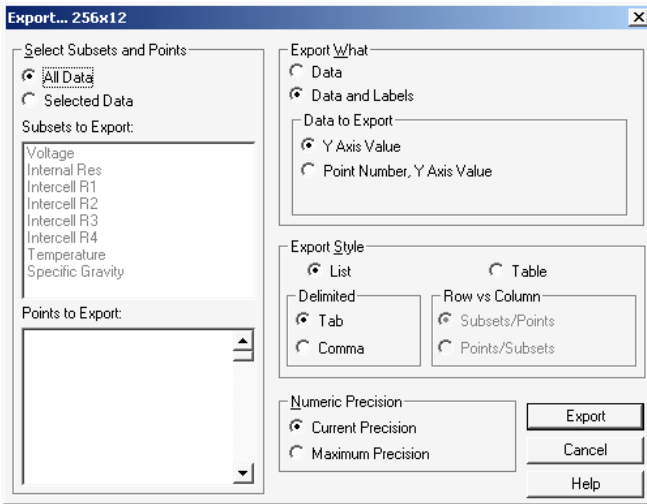 Export... 256x12
Select Subsets and Points
All Data
Selected Data
Subsets to Export:
Voltage
Internal Res
Intercell R1
Intercell R2
Intercell R3
Intercell R4
Temperature
Specific Gravity
Points to Export:
Export What
Data
Data and Labels
Data to Export
Y Axis Value
Point Number, Y Axis Value
Export Style
List
Table
Delimited
Tab
Comma
Row vs Column
Subsets/Points
Points/Subsets
Numeric Precision
Current Precision
Maximum Precision
Export
Cancel
Help